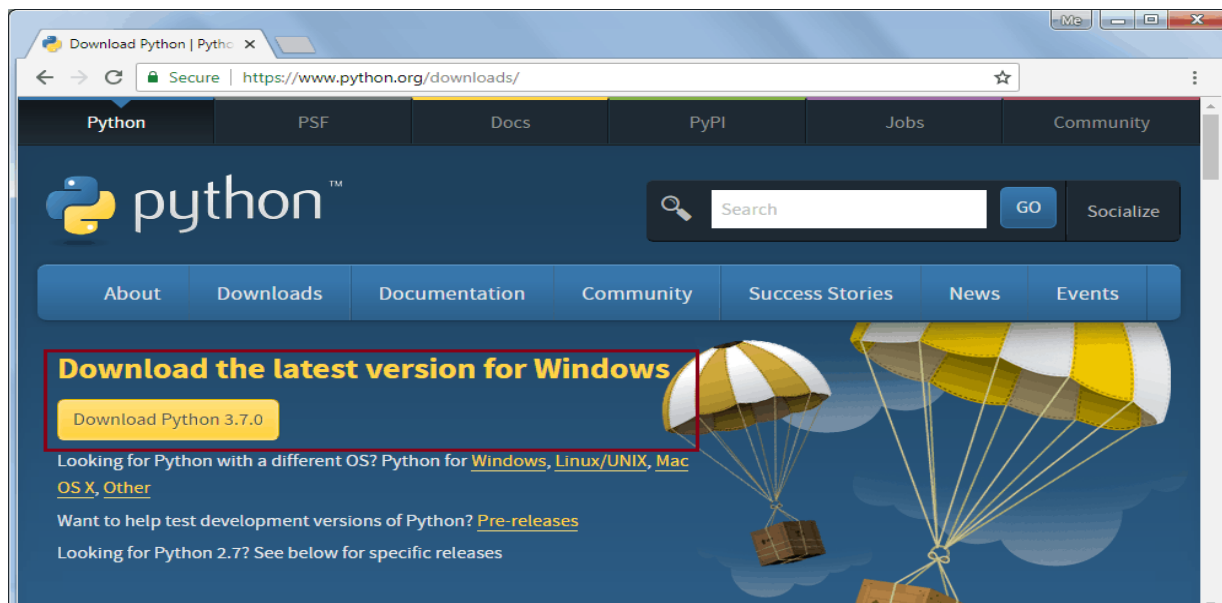 Me
Download Python | Pytho
Secure | https://www.python.org/downloads/
Python PSF Docs PyPI Jobs Community
python™
Search GO Socialize
About Downloads Documentation Community Success Stories News Events
Download the latest version for Windows
Download Python 3.7.0
Looking for Python with a different OS? Python for Windows, Linux/UNIX, Mac
OS X, Other
Want to help test development versions of Python? Pre-releases
Looking for Python 2.7? See below for specific releases